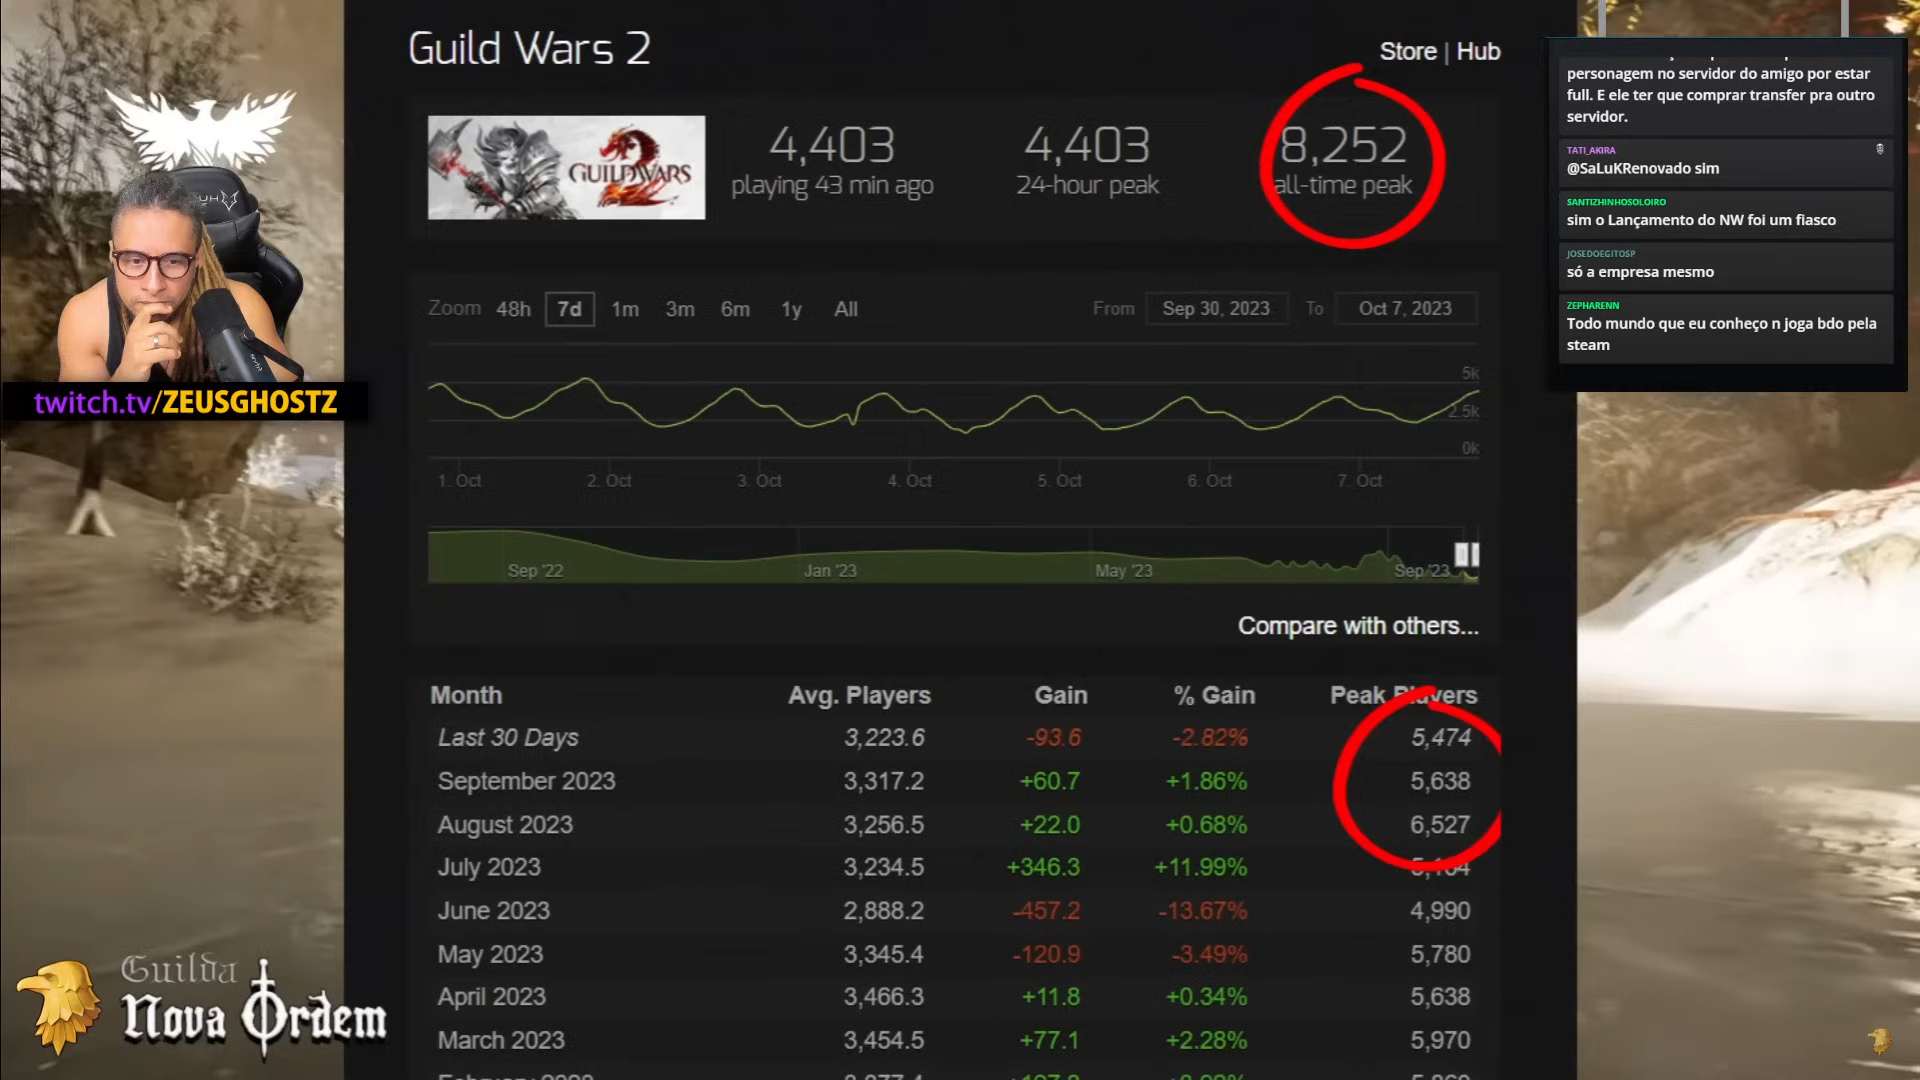 Guild Wars 2
Store | Hub
GUILD WARS 2
4,403
playing 43 min ago
4,403
24-hour peak
8,252
all-time peak
Zoom 48h 7d 1m 3m 6m 1y All
From Sep 30, 2023 To Oct 7, 2023
5k
2.5k
0k
1. Oct 2. Oct 3. Oct 4. Oct 5. Oct 6. Oct 7. Oct
Sep '22 Jan '23 May '23 Sep '23
Compare with others...
Month Avg. Players Gain % Gain Peak Players
Last 30 Days 3,223.6 -93.6 -2.82% 5,474
September 2023 3,317.2 +60.7 +1.86% 5,638
August 2023 3,256.5 +22.0 +0.68% 6,527
July 2023 3,234.5 +346.3 +11.99%
June 2023 2,888.2 -457.2 -13.67% 4,990
May 2023 3,345.4 -120.9 -3.49% 5,780
April 2023 3,466.3 +11.8 +0.34% 5,638
March 2023 3,454.5 +77.1 +2.28% 5,970
twitch.tv/ZEUSGHOSTZ
Guilda
Nova Ordem
personagem no servidor do amigo por estar
full. E ele ter que comprar transfer pra outro
servidor.
TATI_AKIRA
@SaLuKRenovado sim
SANTIZHINHOSOLOIRO
sim o Lançamento do NW foi um fiasco
JOSEDOEGITOSP
só a empresa mesmo
ZEPHARENN
Todo mundo que eu conheço n joga bdo pela
steam